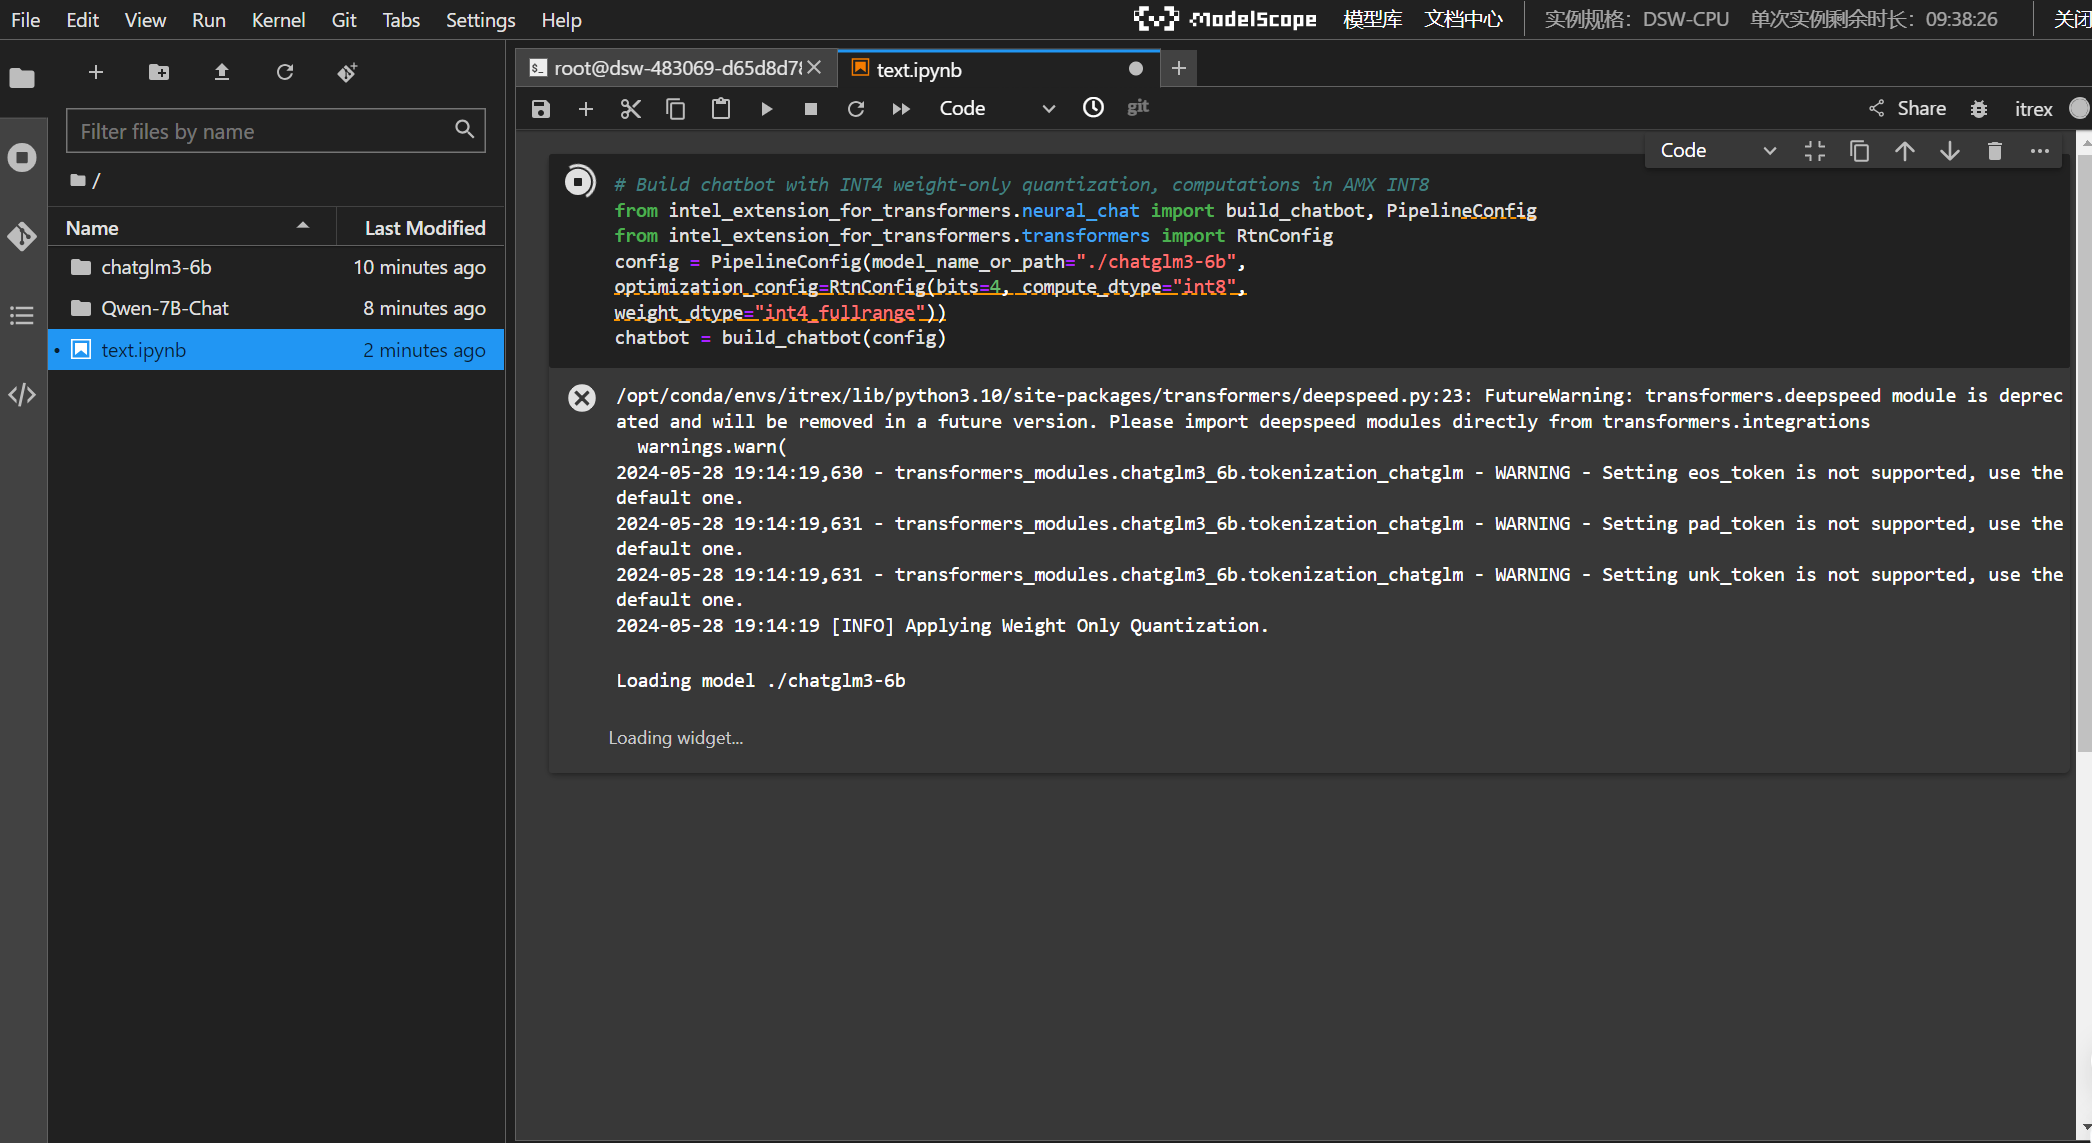 File Edit View Run Kernel Git Tabs Settings Help
ModelScope 模型库 文档中心 实例规格：DSW-CPU 单次实例剩余时长：09:38:26 关闭
root@dsw-483069-d65d8d78
text.ipynb
Code
git
Share
itrex
Filter files by name
/
Name Last Modified
chatglm3-6b 10 minutes ago
Qwen-7B-Chat 8 minutes ago
text.ipynb 2 minutes ago
Code
# Build chatbot with INT4 weight-only quantization, computations in AMX INT8
from intel_extension_for_transformers.neural_chat import build_chatbot, PipelineConfig
from intel_extension_for_transformers.transformers import RtnConfig
config = PipelineConfig(model_name_or_path="./chatglm3-6b",
optimization_config=RtnConfig(bits=4, compute_dtype="int8",
weight_dtype="int4_fullrange"))
chatbot = build_chatbot(config)
/opt/conda/envs/itrex/lib/python3.10/site-packages/transformers/deepspeed.py:23: FutureWarning: transformers.deepspeed module is deprec
ated and will be removed in a future version. Please import deepspeed modules directly from transformers.integrations
warnings.warn(
2024-05-28 19:14:19,630 - transformers_modules.chatglm3_6b.tokenization_chatglm - WARNING - Setting eos_token is not supported, use the
default one.
2024-05-28 19:14:19,631 - transformers_modules.chatglm3_6b.tokenization_chatglm - WARNING - Setting pad_token is not supported, use the
default one.
2024-05-28 19:14:19,631 - transformers_modules.chatglm3_6b.tokenization_chatglm - WARNING - Setting unk_token is not supported, use the
default one.
2024-05-28 19:14:19 [INFO] Applying Weight Only Quantization.
Loading model ./chatglm3-6b
Loading widget...